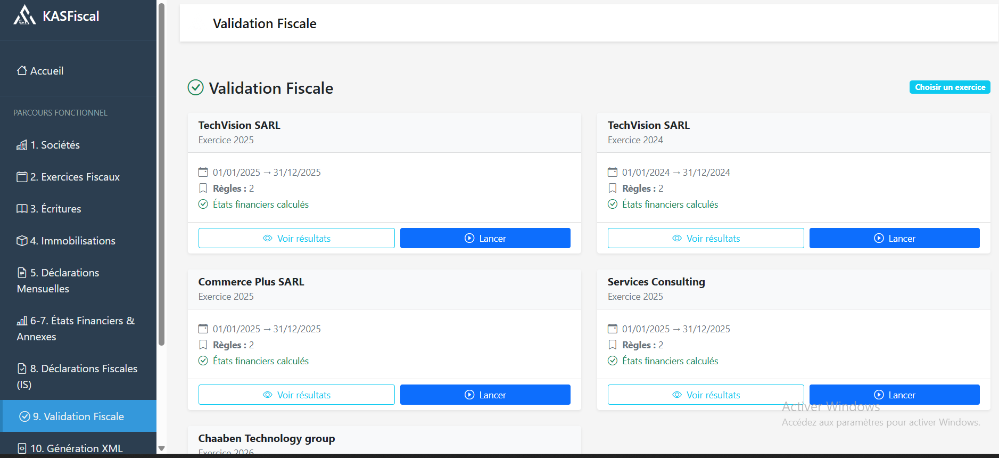 KASFiscal
Accueil
PARCOURS FONCTIONNEL
1. Sociétés
2. Exercices Fiscaux
3. Écritures
4. Immobilisations
5. Déclarations
Mensuelles
6-7. États Financiers &
Annexes
8. Déclarations Fiscales
(IS)
9. Validation Fiscale
10. Génération XML
Validation Fiscale
Validation Fiscale
Choisir un exercice
TechVision SARL
Exercice 2025
01/01/2025 → 31/12/2025
Règles : 2
États financiers calculés
Voir résultats
Lancer
TechVision SARL
Exercice 2024
01/01/2024 → 31/12/2024
Règles : 2
États financiers calculés
Voir résultats
Lancer
Commerce Plus SARL
Exercice 2025
01/01/2025 → 31/12/2025
Règles : 2
États financiers calculés
Voir résultats
Lancer
Services Consulting
Exercice 2025
01/01/2025 → 31/12/2025
Règles : 2
États financiers calculés
Voir résultats
Lancer
Chaaben Technology group
Exercice 2026
Activer Windows
Accédez aux paramètres pour activer Windows.